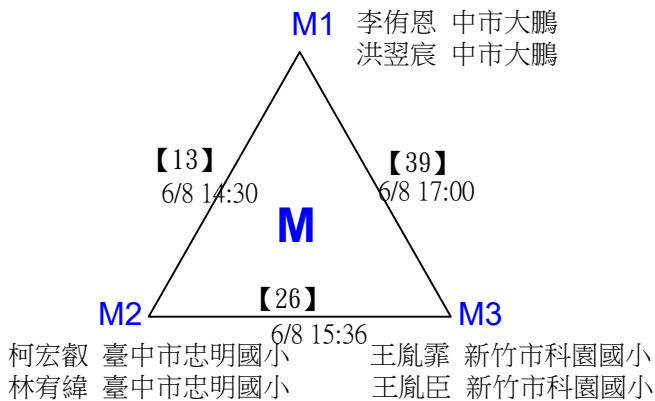 M1 李侑恩 中市大鵬
洪翌宸 中市大鵬
【13】
6/8 14:30
【39】
6/8 17:00
M
【26】
6/8 15:36
M2
M3
柯宏叡 臺中市忠明國小
林宥緯 臺中市忠明國小
王胤霏 新竹市科園國小
王胤臣 新竹市科園國小